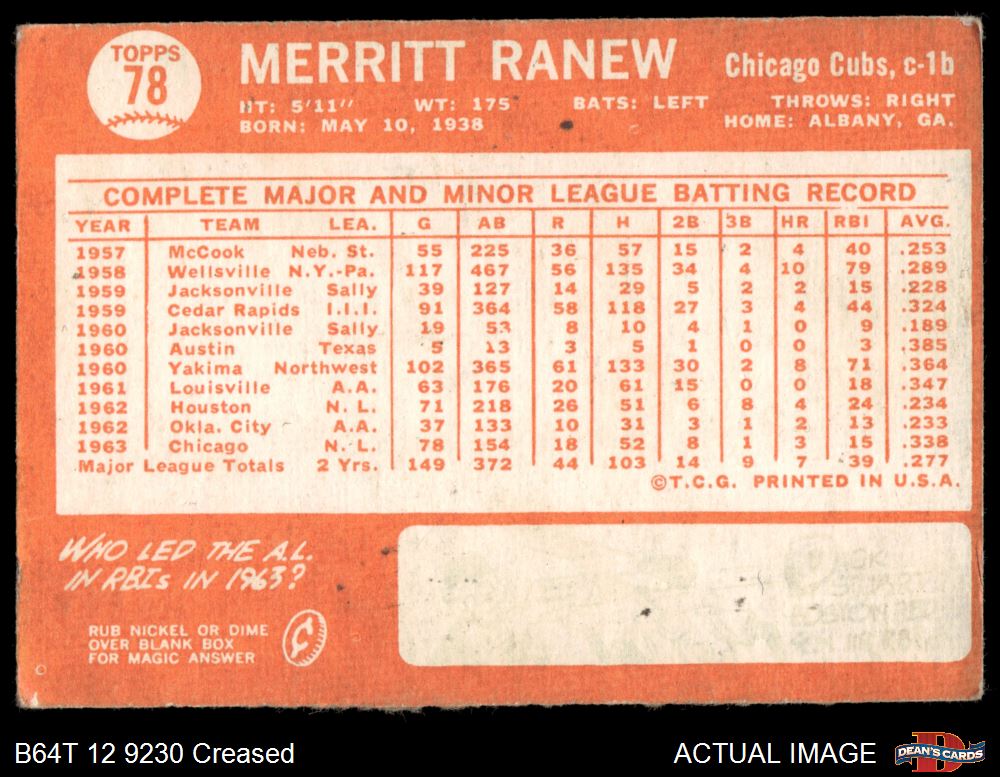 TOPPS
78
MERRITT RANEW
Chicago Cubs, c-1b
HT: 5'11" WT: 175 BATS: LEFT THROWS: RIGHT
BORN: MAY 10, 1938 HOME: ALBANY, GA.
COMPLETE MAJOR AND MINOR LEAGUE BATTING RECORD
YEAR TEAM LEA. G AB R H 2B 3B HR RBI AVG.
1957 McCook Neb. St. 55 225 36 57 15 2 4 40 .253
1958 Wellsville N.Y.-Pa. 117 467 56 135 34 4 10 79 .289
1959 Jacksonville Sally 39 127 14 29 5 2 2 15 .228
1959 Cedar Rapids I.I.I. 91 364 58 118 27 3 4 44 .324
1960 Jacksonville Sally 19 53 8 10 4 1 0 9 .189
1960 Austin Texas 5 13 3 5 1 0 0 3 .385
1960 Yakima Northwest 102 365 61 133 30 2 8 71 .364
1961 Louisville A.A. 63 176 20 61 15 0 0 18 .347
1962 Houston N. L. 71 218 26 51 6 8 4 24 .234
1962 Okla. City A.A. 37 133 10 31 3 1 2 13 .233
1963 Chicago N. L. 78 154 18 52 8 1 3 15 .338
Major League Totals 2 Yrs. 149 372 44 103 14 9 7 39 .277
©T.C.G. PRINTED IN U.S.A.
WHO LED THE A.L.
IN RBIs IN 1963?
RUB NICKEL OR DIME
OVER BLANK BOX
FOR MAGIC ANSWER
B64T 12 9230 Creased
ACTUAL IMAGE
DEAN'S CARDS